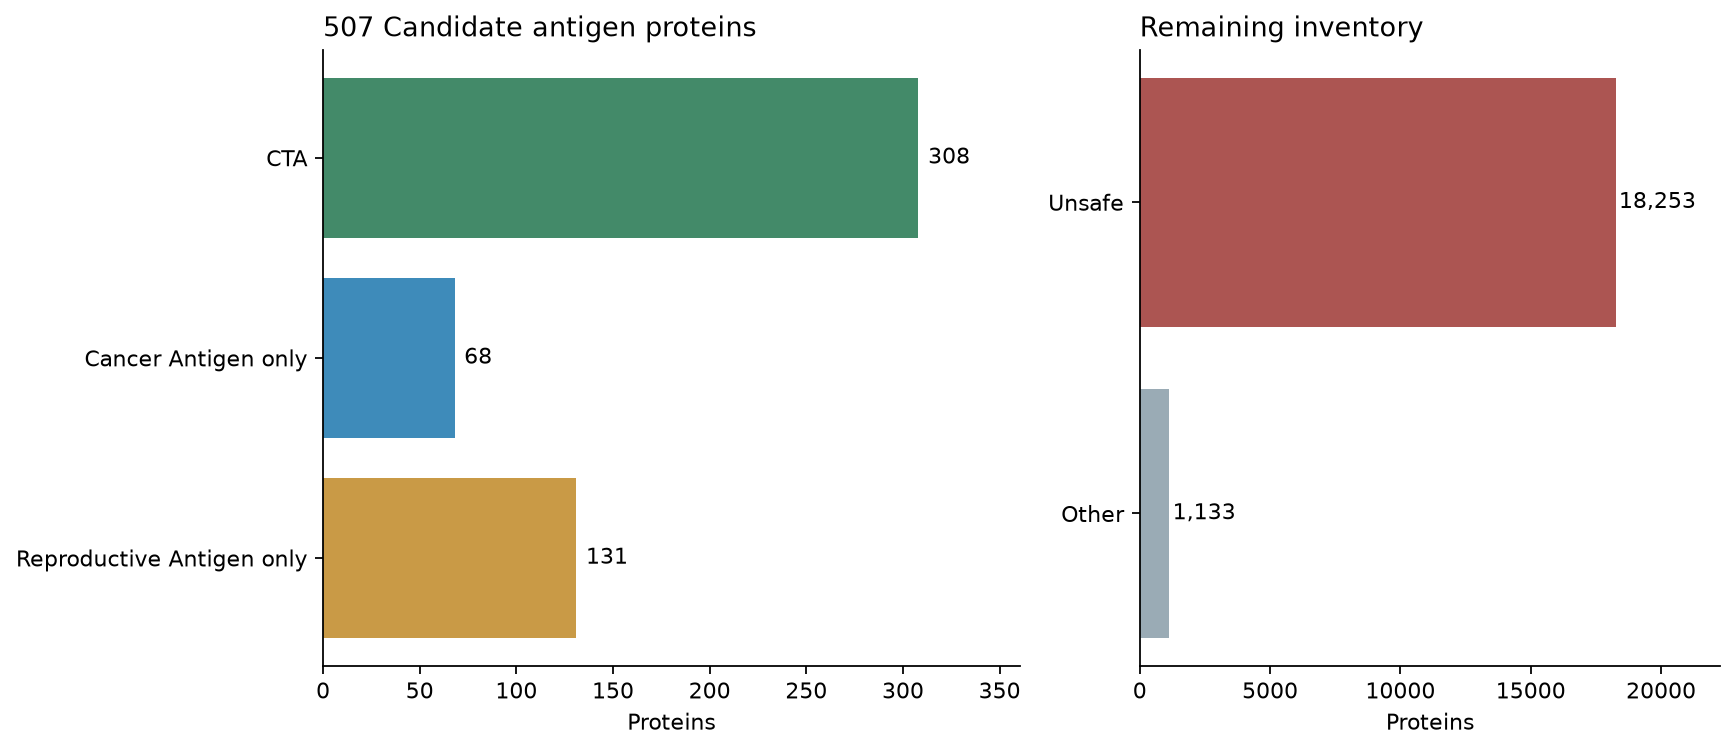 507 Candidate antigen proteins
CTA
308
Cancer Antigen only
68
Reproductive Antigen only
131
0 50 100 150 200 250 300 350
Proteins
Remaining inventory
Unsafe
18,253
Other
1,133
0 5000 10000 15000 20000
Proteins